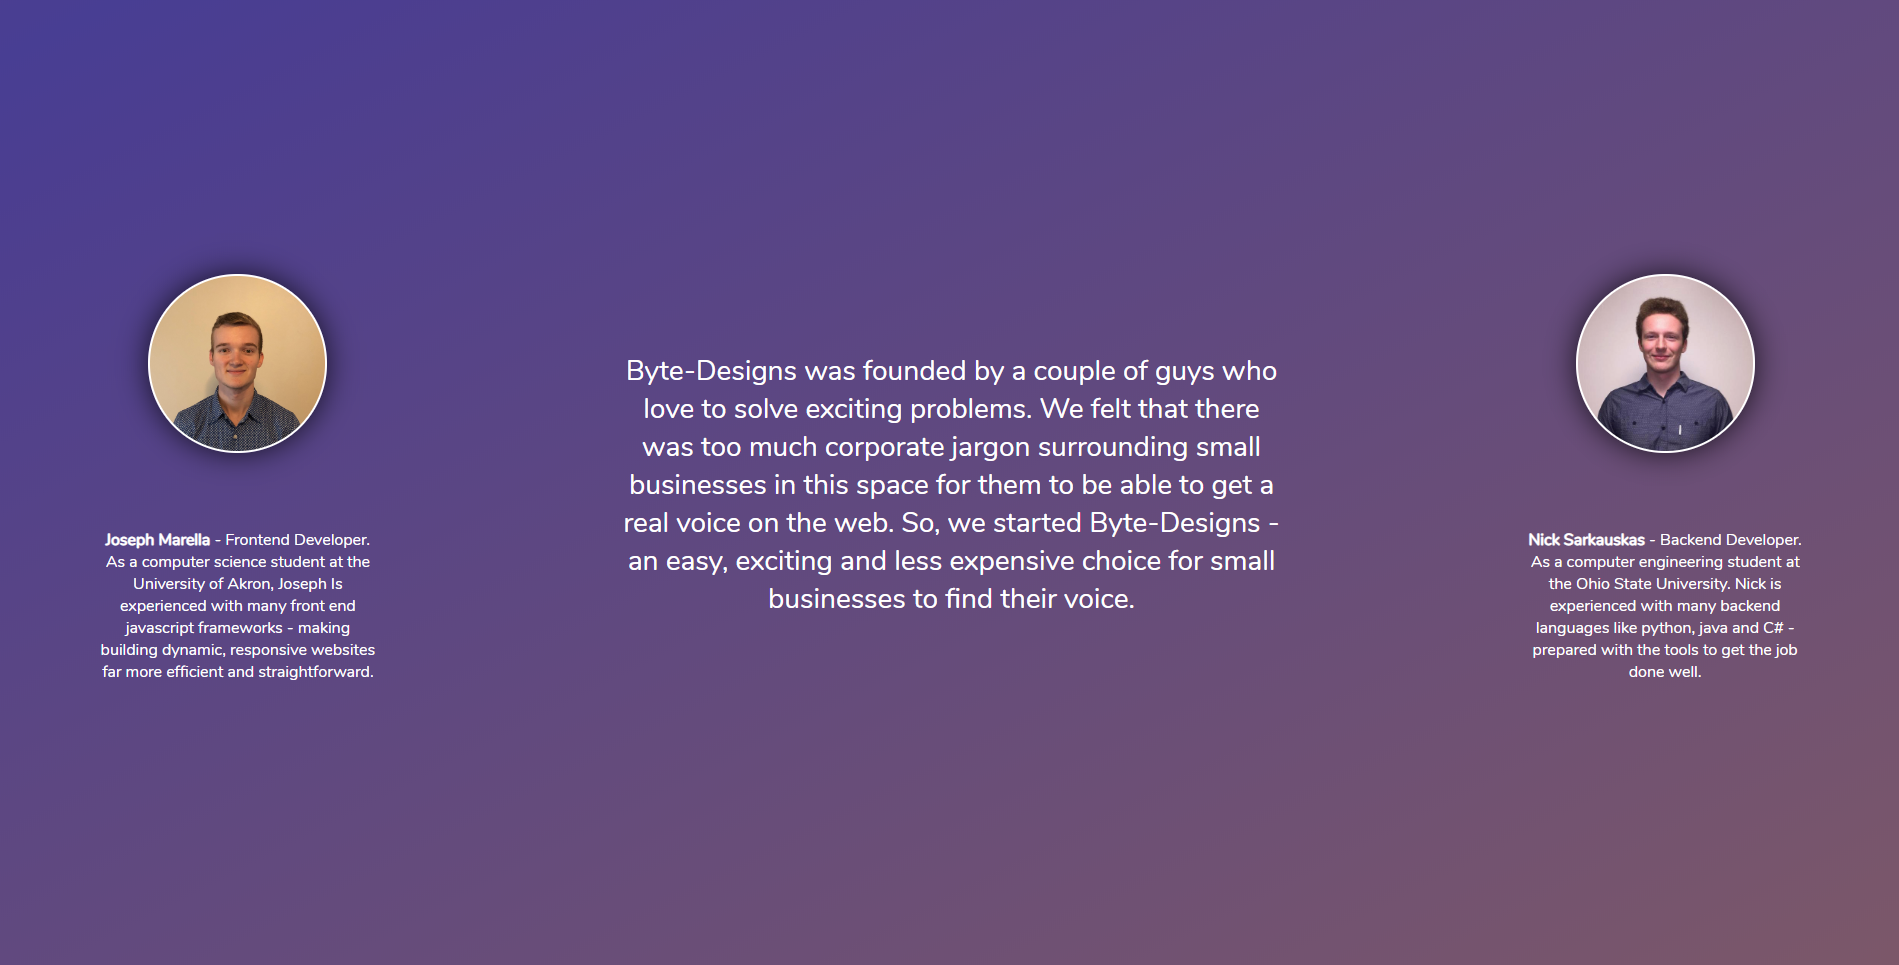 Joseph Marella - Frontend Developer.
As a computer science student at the
University of Akron, Joseph Is
experienced with many front end
javascript frameworks - making
building dynamic, responsive websites
far more efficient and straightforward.
Byte-Designs was founded by a couple of guys who
love to solve exciting problems. We felt that there
was too much corporate jargon surrounding small
businesses in this space for them to be able to get a
real voice on the web. So, we started Byte-Designs -
an easy, exciting and less expensive choice for small
businesses to find their voice.
Nick Sarkauskas - Backend Developer.
As a computer engineering student at
the Ohio State University. Nick is
experienced with many backend
languages like python, java and C# -
prepared with the tools to get the job
done well.